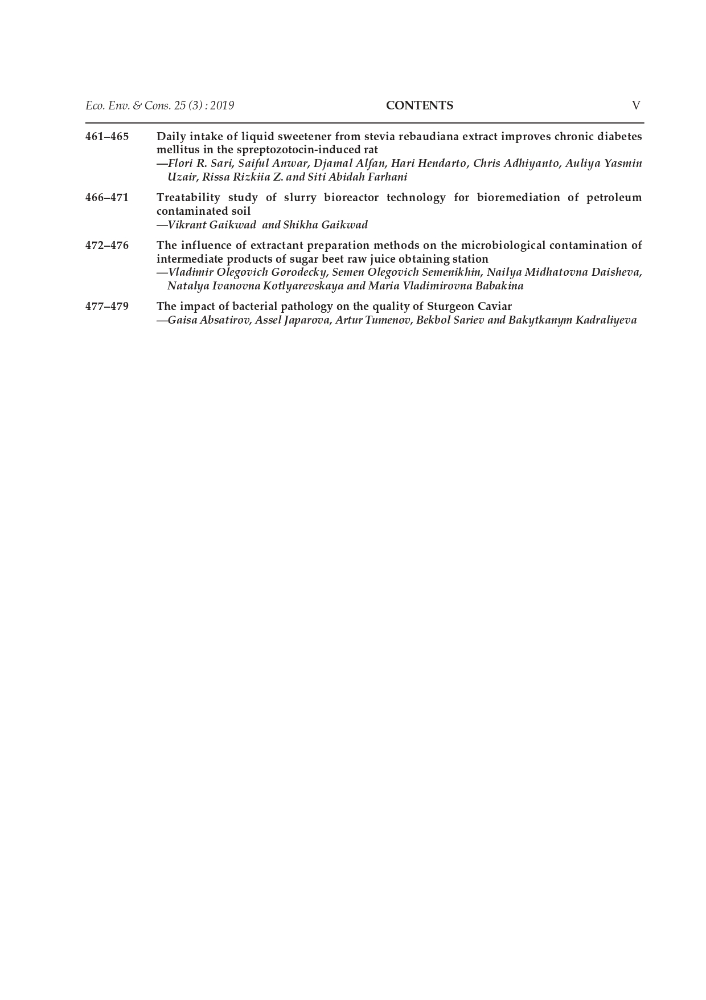 Eco. Env. & Cons. 25 (3) : 2019 CONTENTS V
461–465 Daily intake of liquid sweetener from stevia rebaudiana extract improves chronic diabetes
mellitus in the spreptozotocin-induced rat
—Flori R. Sari, Saiful Anwar, Djamal Alfan, Hari Hendarto, Chris Adhiyanto, Auliya Yasmin
Uzair, Rissa Rizkiia Z. and Siti Abidah Farhani
466–471 Treatability study of slurry bioreactor technology for bioremediation of petroleum
contaminated soil
—Vikrant Gaikwad and Shikha Gaikwad
472–476 The influence of extractant preparation methods on the microbiological contamination of
intermediate products of sugar beet raw juice obtaining station
—Vladimir Olegovich Gorodecky, Semen Olegovich Semenikhin, Nailya Midhatovna Daisheva,
Natalya Ivanovna Kotlyarevskaya and Maria Vladimirovna Babakina
477–479 The impact of bacterial pathology on the quality of Sturgeon Caviar
—Gaisa Absatirov, Assel Japarova, Artur Tumenov, Bekbol Sariev and Bakytkanym Kadraliyeva